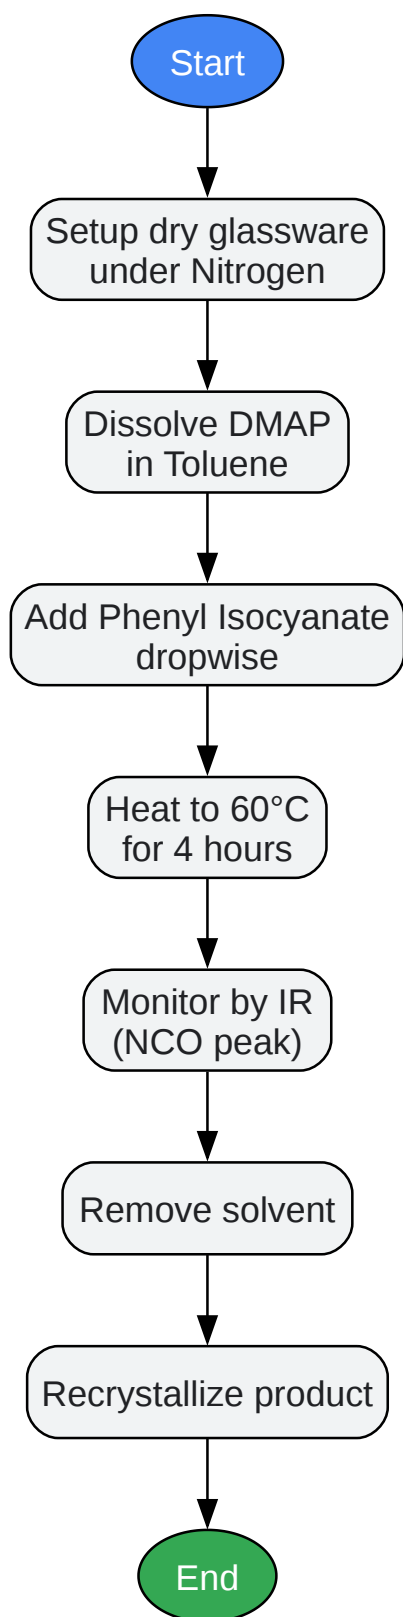 Start
Setup dry glassware
under Nitrogen
Dissolve DMAP
in Toluene
Add Phenyl Isocyanate
dropwise
Heat to 60°C
for 4 hours
Monitor by IR
(NCO peak)
Remove solvent
Recrystallize product
End